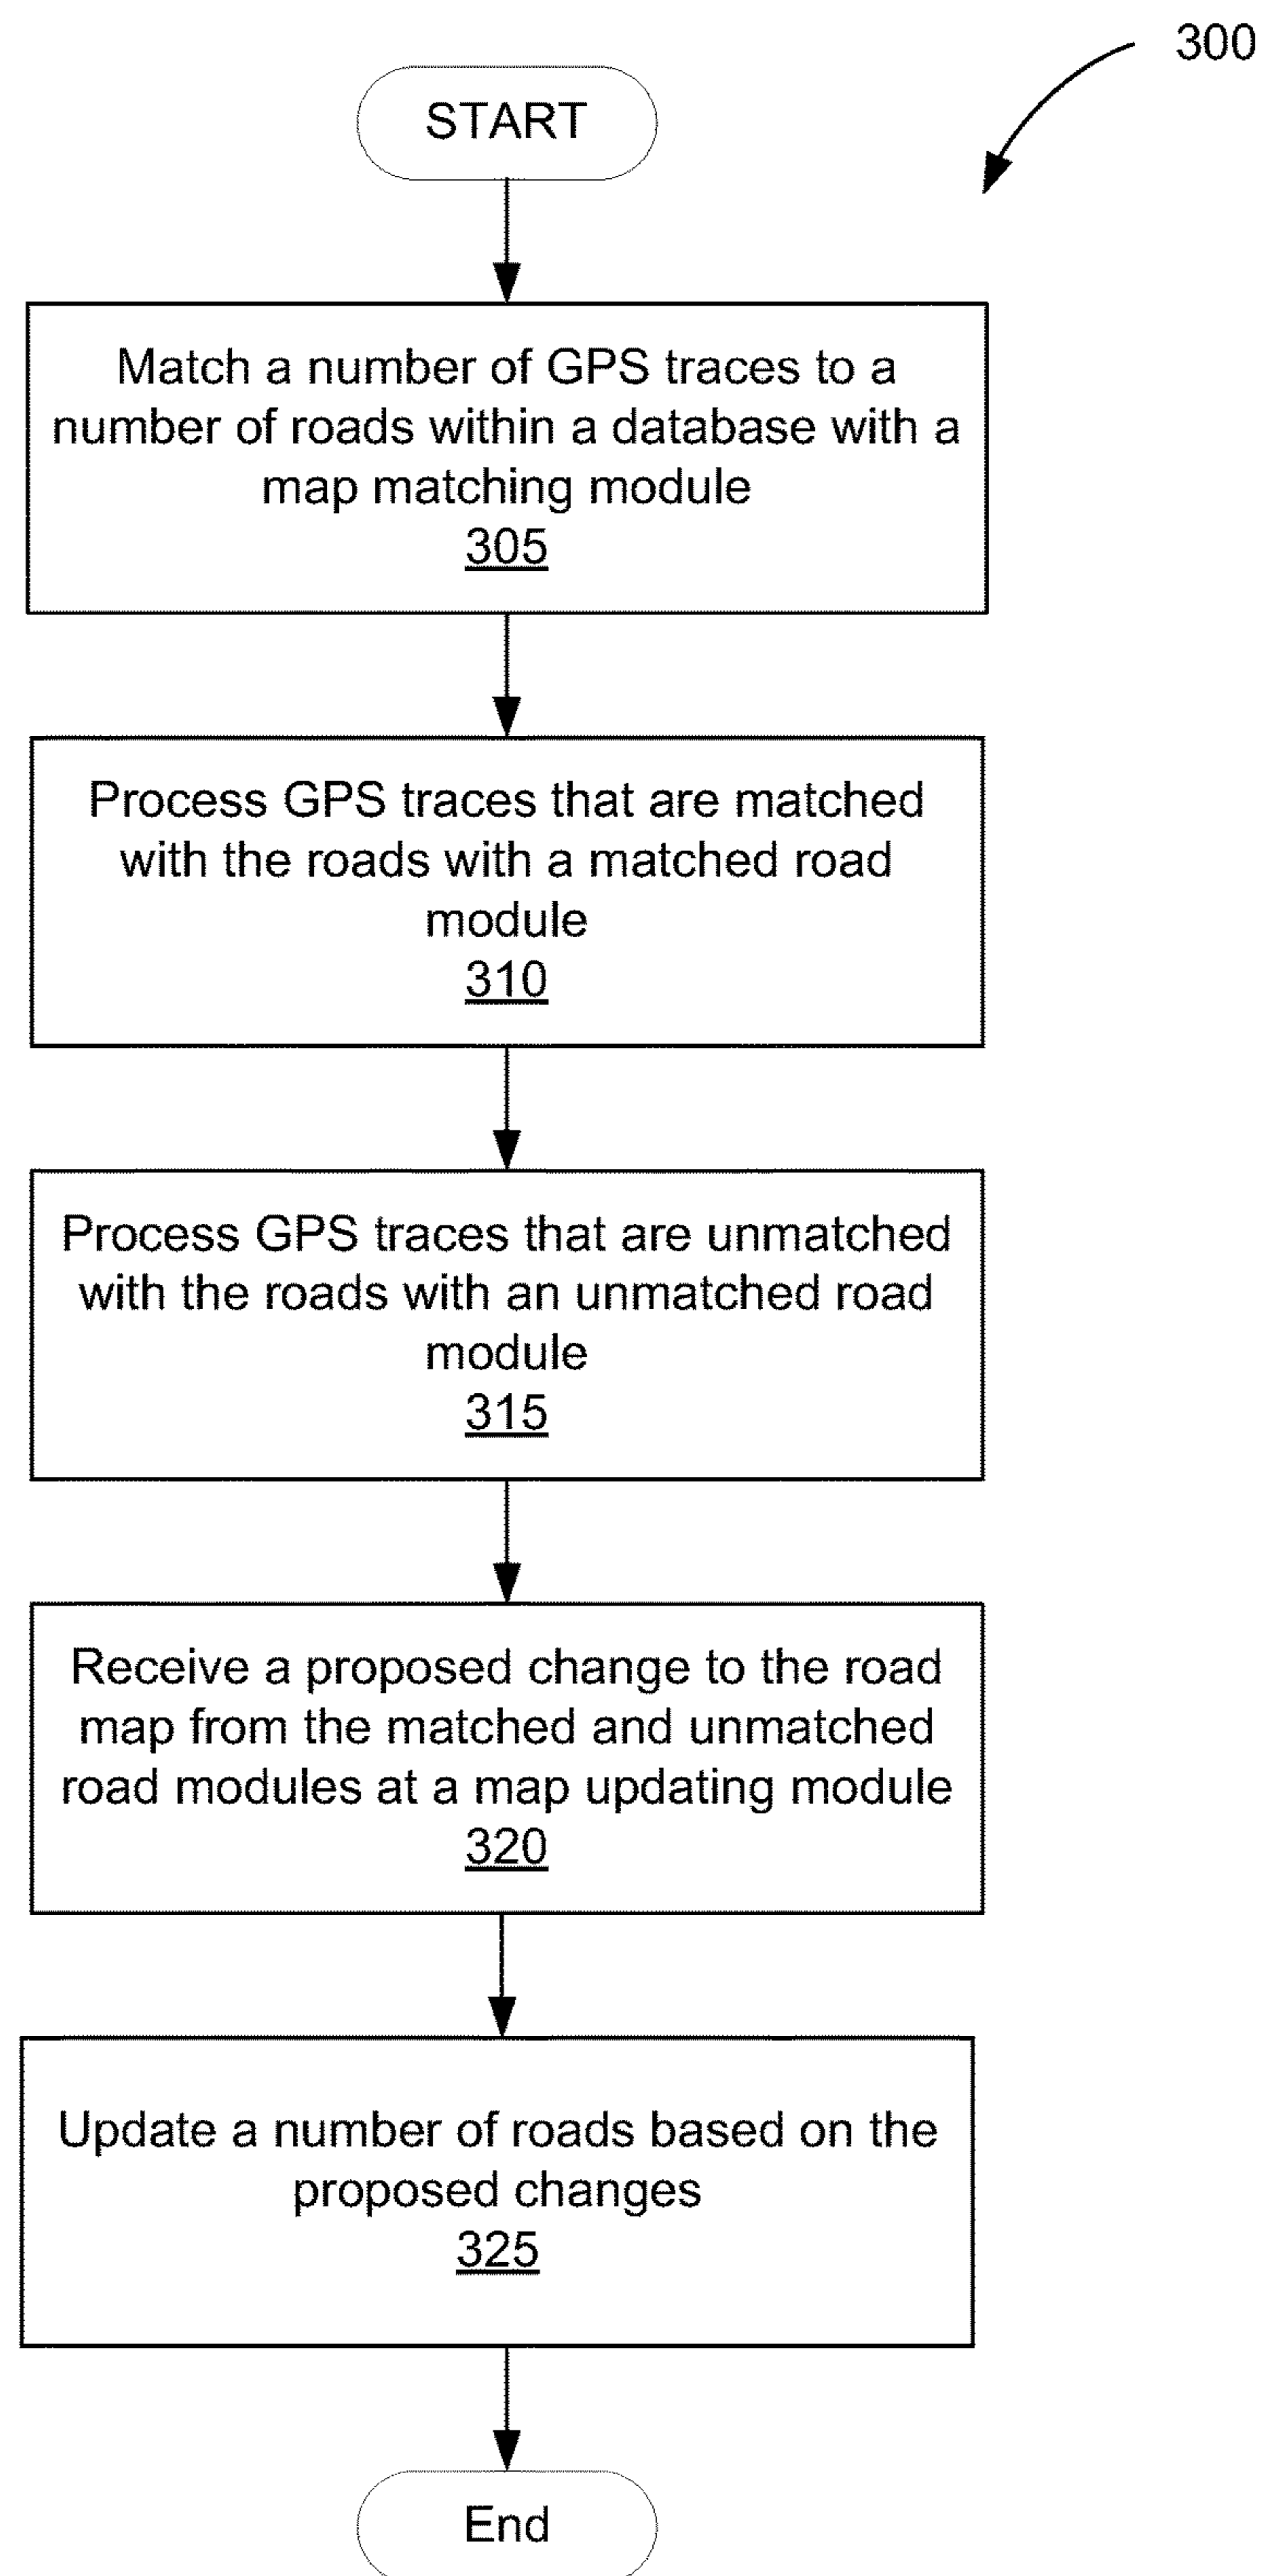 300
START
Match a number of GPS traces to a
number of roads within a database with a
map matching module
305
Process GPS traces that are matched
with the roads with a matched road
module
310
Process GPS traces that are unmatched
with the roads with an unmatched road
module
315
Receive a proposed change to the road
map from the matched and unmatched
road modules at a map updating module
320
Update a number of roads based on the
proposed changes
325
End